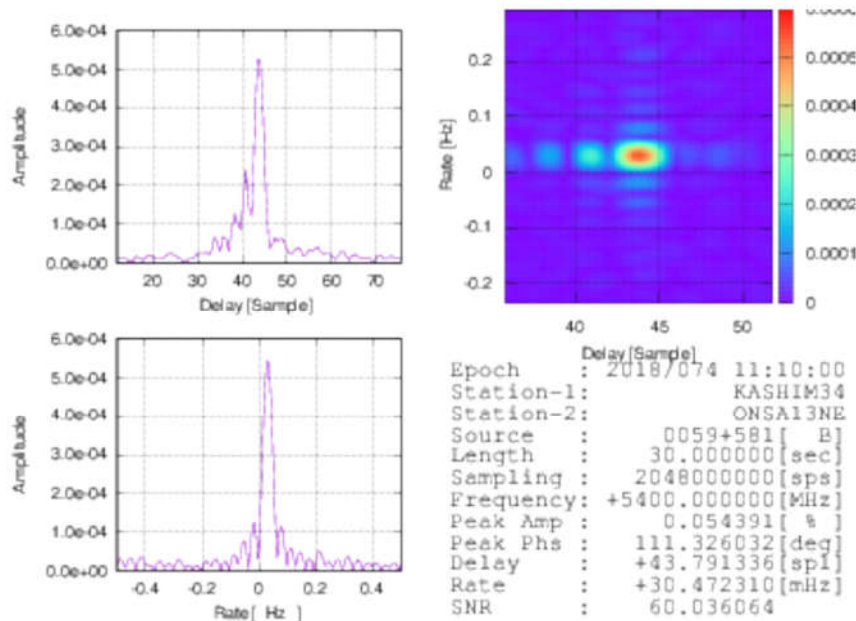 6.0e-04
5.0e-04
4.0e-04
3.0e-04
2.0e-04
1.0e-04
0.0e+00
Amplitude
20 30 40 50 60 70
Delay [Sample]
0.2
0.1
0
-0.1
-0.2
Rate [Hz]
40 45 50
Delay [Sample]
0.0005
0.0004
0.0003
0.0002
0.0001
0
6.0e-04
5.0e-04
4.0e-04
3.0e-04
2.0e-04
1.0e-04
0.0e+00
Amplitude
-0.4 -0.2 0 0.2 0.4
Rate [ Hz ]
Epoch : 2018/074 11:10:00
Station-1: KASHIM34
Station-2: ONSA13NE
Source : 0059+581[ B]
Length : 30.000000[sec]
Sampling : 2048000000[sps]
Frequency: +5400.000000[MHz]
Peak Amp : 0.054391[ % ]
Peak Phs : 111.326032[deg]
Delay : +43.791336[spl]
Rate : +30.472310[mHz]
SNR : 60.036064